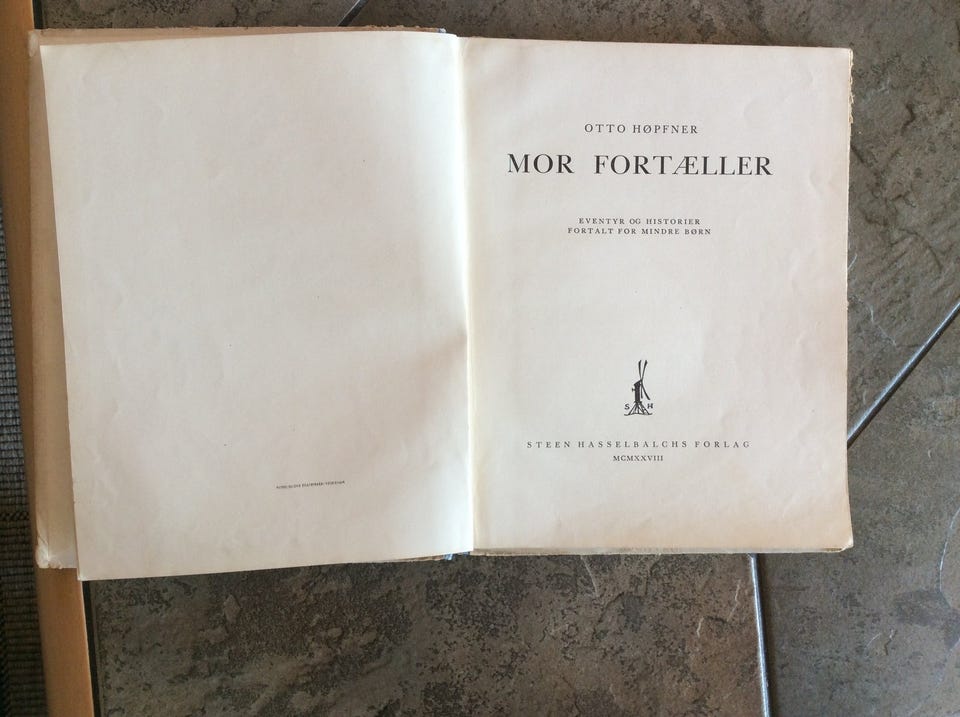 OTTO HØPFNER
MOR FORTÆLLER
EVENTYR OG HISTORIER
FORTALT FOR MINDRE BØRN
S H
STEEN HASSELBALCHS FORLAG
MCMXXVIII